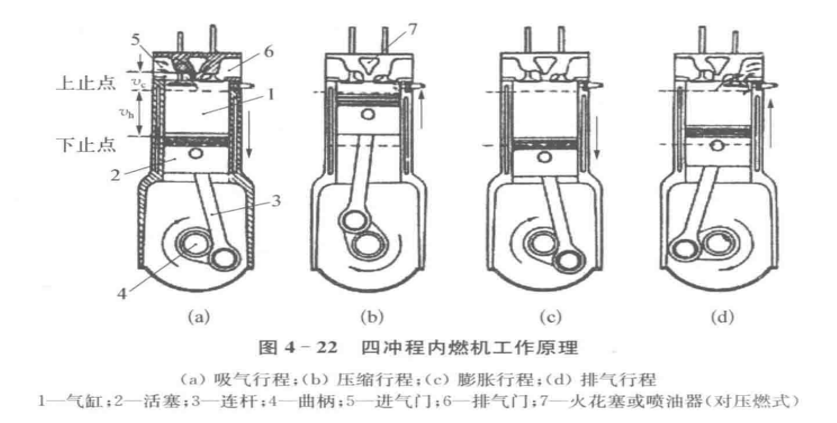 5
6
7
上止点
υc
1
υh
下止点
2
3
4
(a)
(b)
(c)
(d)
图 4-22 四冲程内燃机工作原理
(a) 吸气行程;(b) 压缩行程;(c) 膨胀行程;(d) 排气行程
1—气缸;2—活塞;3—连杆;4—曲柄;5—进气门;6—排气门;7—火花塞或喷油器(对压燃式)